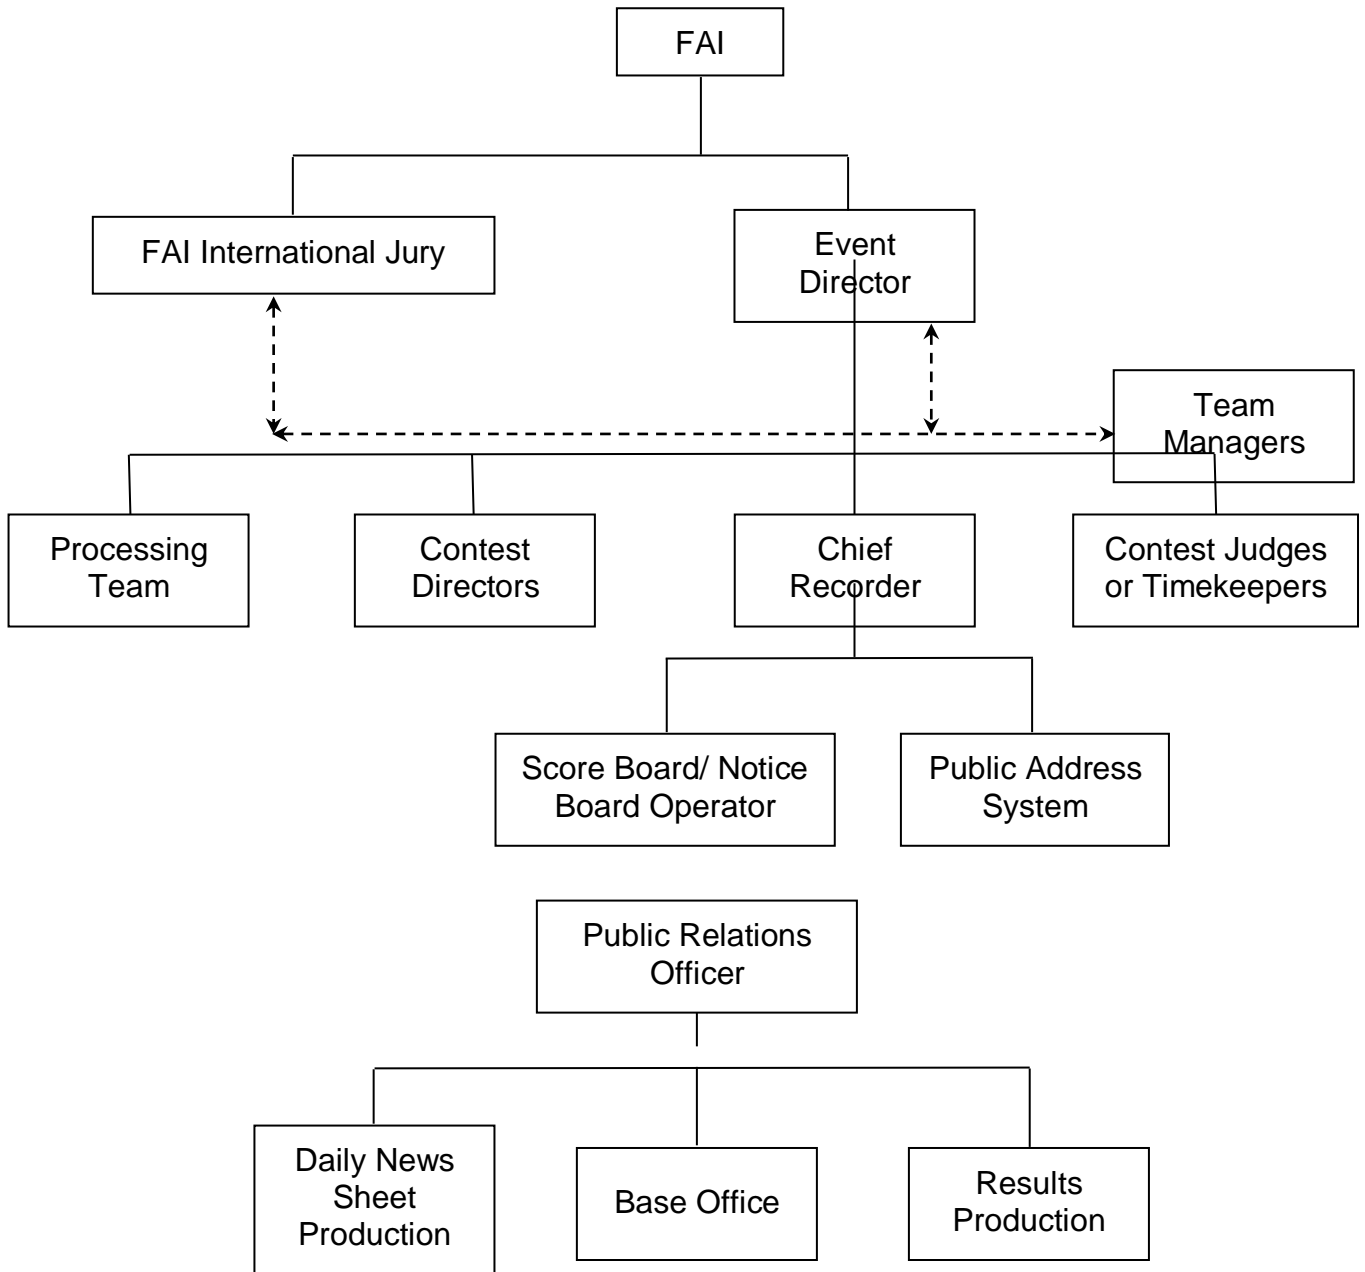 FAI
FAI International Jury
Event
Director
Team
Managers
Processing
Team
Contest
Directors
Chief
Recorder
Contest Judges
or Timekeepers
Score Board/ Notice
Board Operator
Public Address
System
Public Relations
Officer
Daily News
Sheet
Production
Base Office
Results
Production